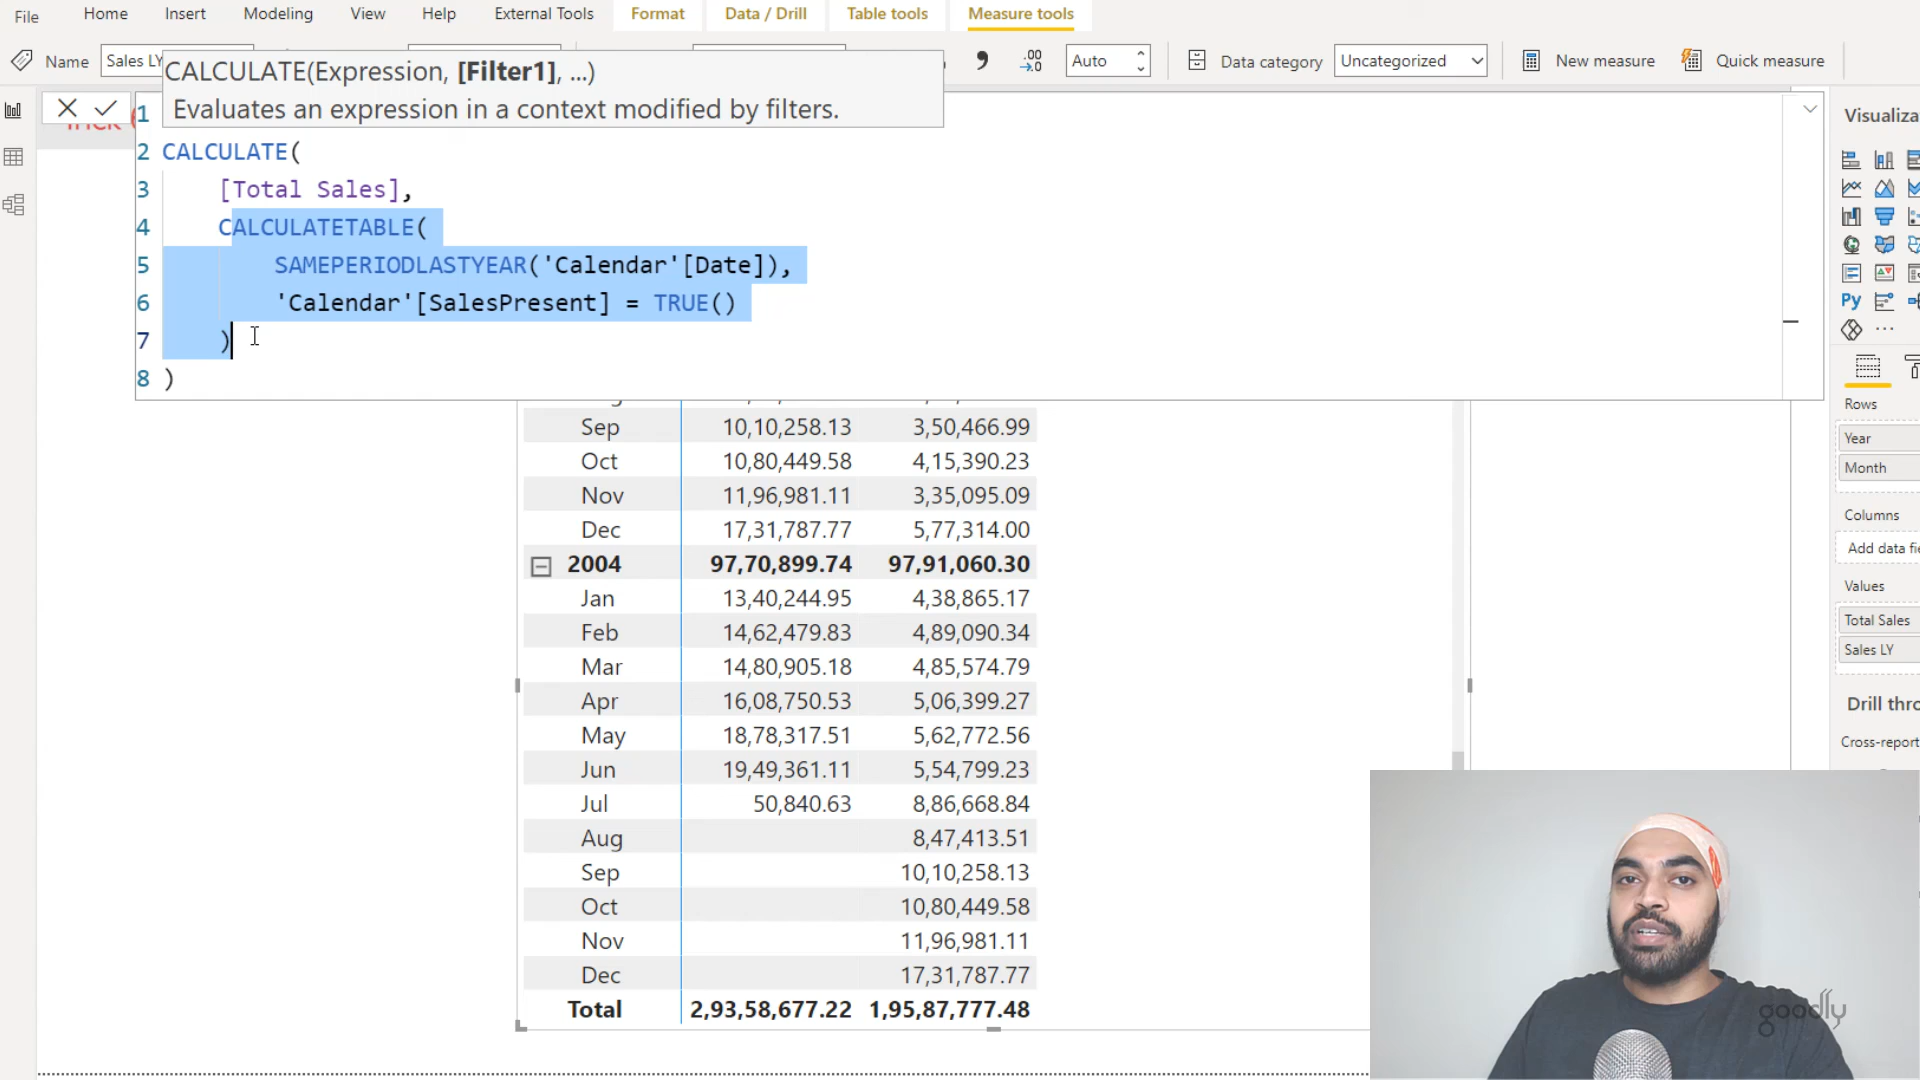 File Home Insert Modeling View Help External Tools Format Data / Drill Table tools Measure tools
Name Sales LY Auto Data category Uncategorized New measure Quick measure
CALCULATE(Expression, [Filter1], ...)
Evaluates an expression in a context modified by filters.
1
2 CALCULATE(
3 [Total Sales],
4 CALCULATETABLE(
5 SAMEPERIODLASTYEAR('Calendar'[Date]),
6 'Calendar'[SalesPresent] = TRUE()
7 )
8 )
Sep 10,10,258.13 3,50,466.99
Oct 10,80,449.58 4,15,390.23
Nov 11,96,981.11 3,35,095.09
Dec 17,31,787.77 5,77,314.00
2004 97,70,899.74 97,91,060.30
Jan 13,40,244.95 4,38,865.17
Feb 14,62,479.83 4,89,090.34
Mar 14,80,905.18 4,85,574.79
Apr 16,08,750.53 5,06,399.27
May 18,78,317.51 5,62,772.56
Jun 19,49,361.11 5,54,799.23
Jul 50,840.63 8,86,668.84
Aug 8,47,413.51
Sep 10,10,258.13
Oct 10,80,449.58
Nov 11,96,981.11
Dec 17,31,787.77
Total 2,93,58,677.22 1,95,87,777.48
Visualiza
Py
Rows
Year
Month
Columns
Add data fie
Values
Total Sales
Sales LY
Drill thro
Cross-report
goodly